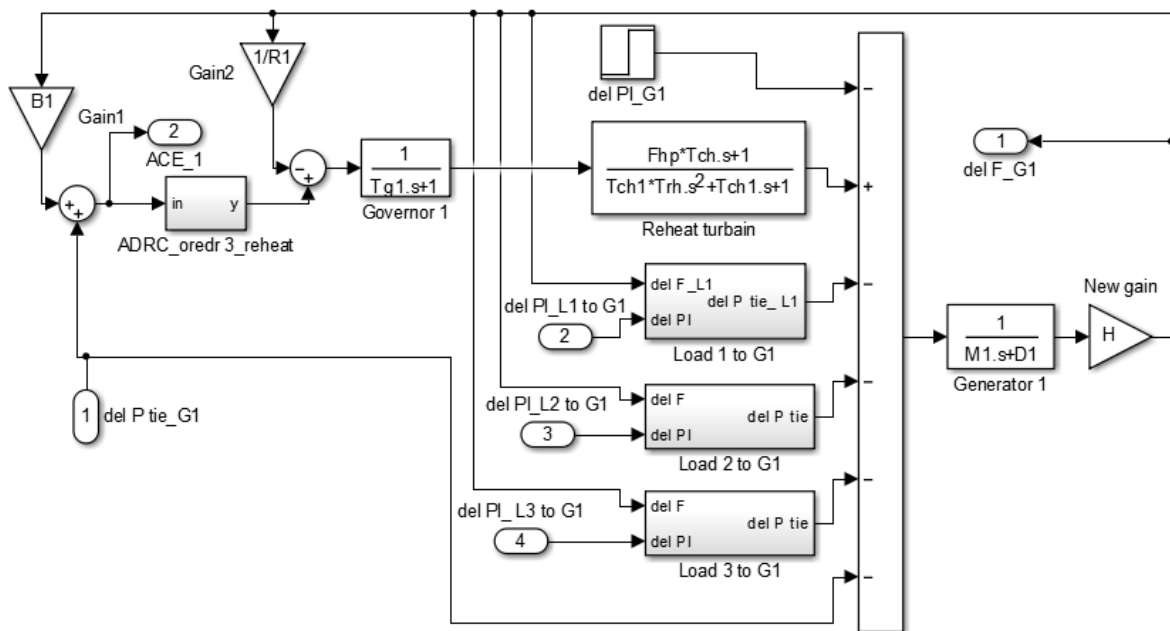 B1
Gain1
1/R1
Gain2
2
ACE_1
+
+
in y
ADRC_oredr 3_reheat
-
+
1
Tg1.s+1
Governor 1
del Pl_G1
Fhp*Tch.s+1
Tch1*Trh.s²+Tch1.s+1
Reheat turbain
del F_L1
del Pl
del P tie_ L1
Load 1 to G1
del Pl_L1 to G1
2
del F
del Pl
del P tie
Load 2 to G1
del Pl_L2 to G1
3
del F
del Pl
del P tie
Load 3 to G1
del Pl_ L3 to G1
4
1
del P tie_G1
−
+
−
−
−
−
1
M1.s+D1
Generator 1
New gain
H
1
del F_G1